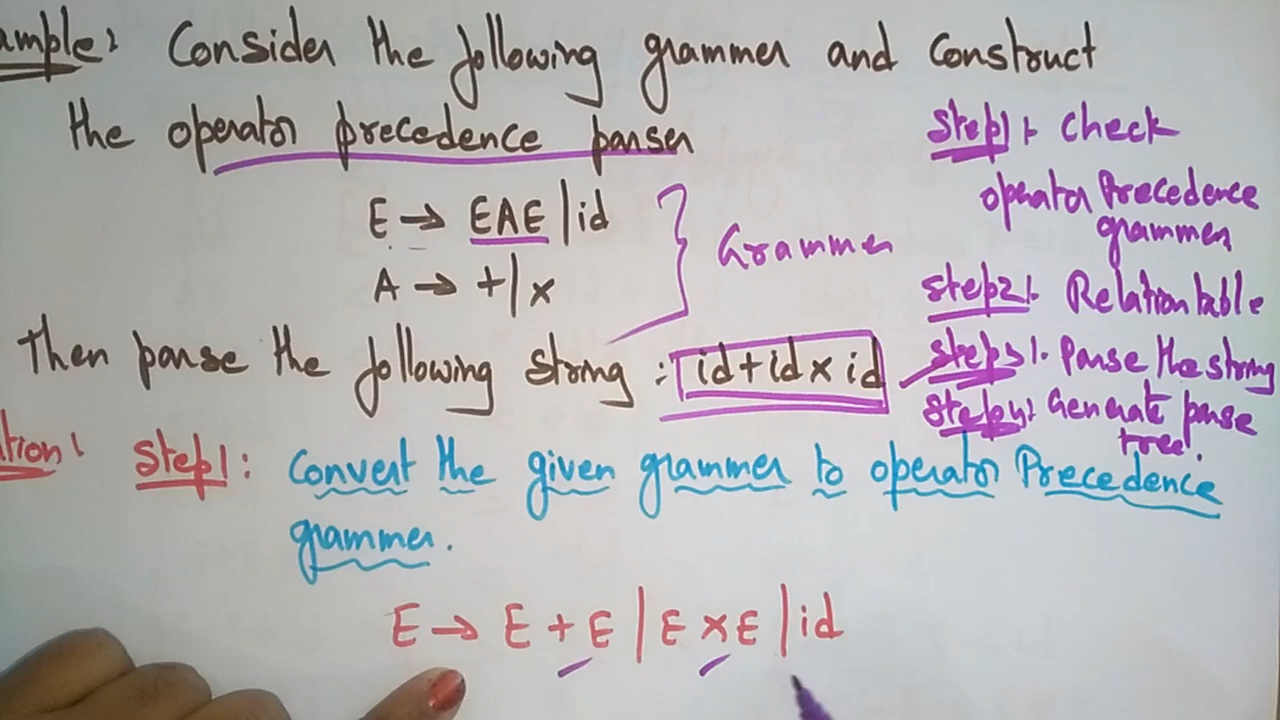 ample: Consider the following grammer and construct
the operator precedence parser
E → EAE | id
A → + | x
Grammer
Then parse the following string : id + id x id
Step1: Check
operator Precedence
grammer
step2: Relation table
step3: Parse the string
step4: Generate parse
tree.
ution: Step1: Convert the given grammer to operator Precedence
grammer.
E → E + E | E x E | id